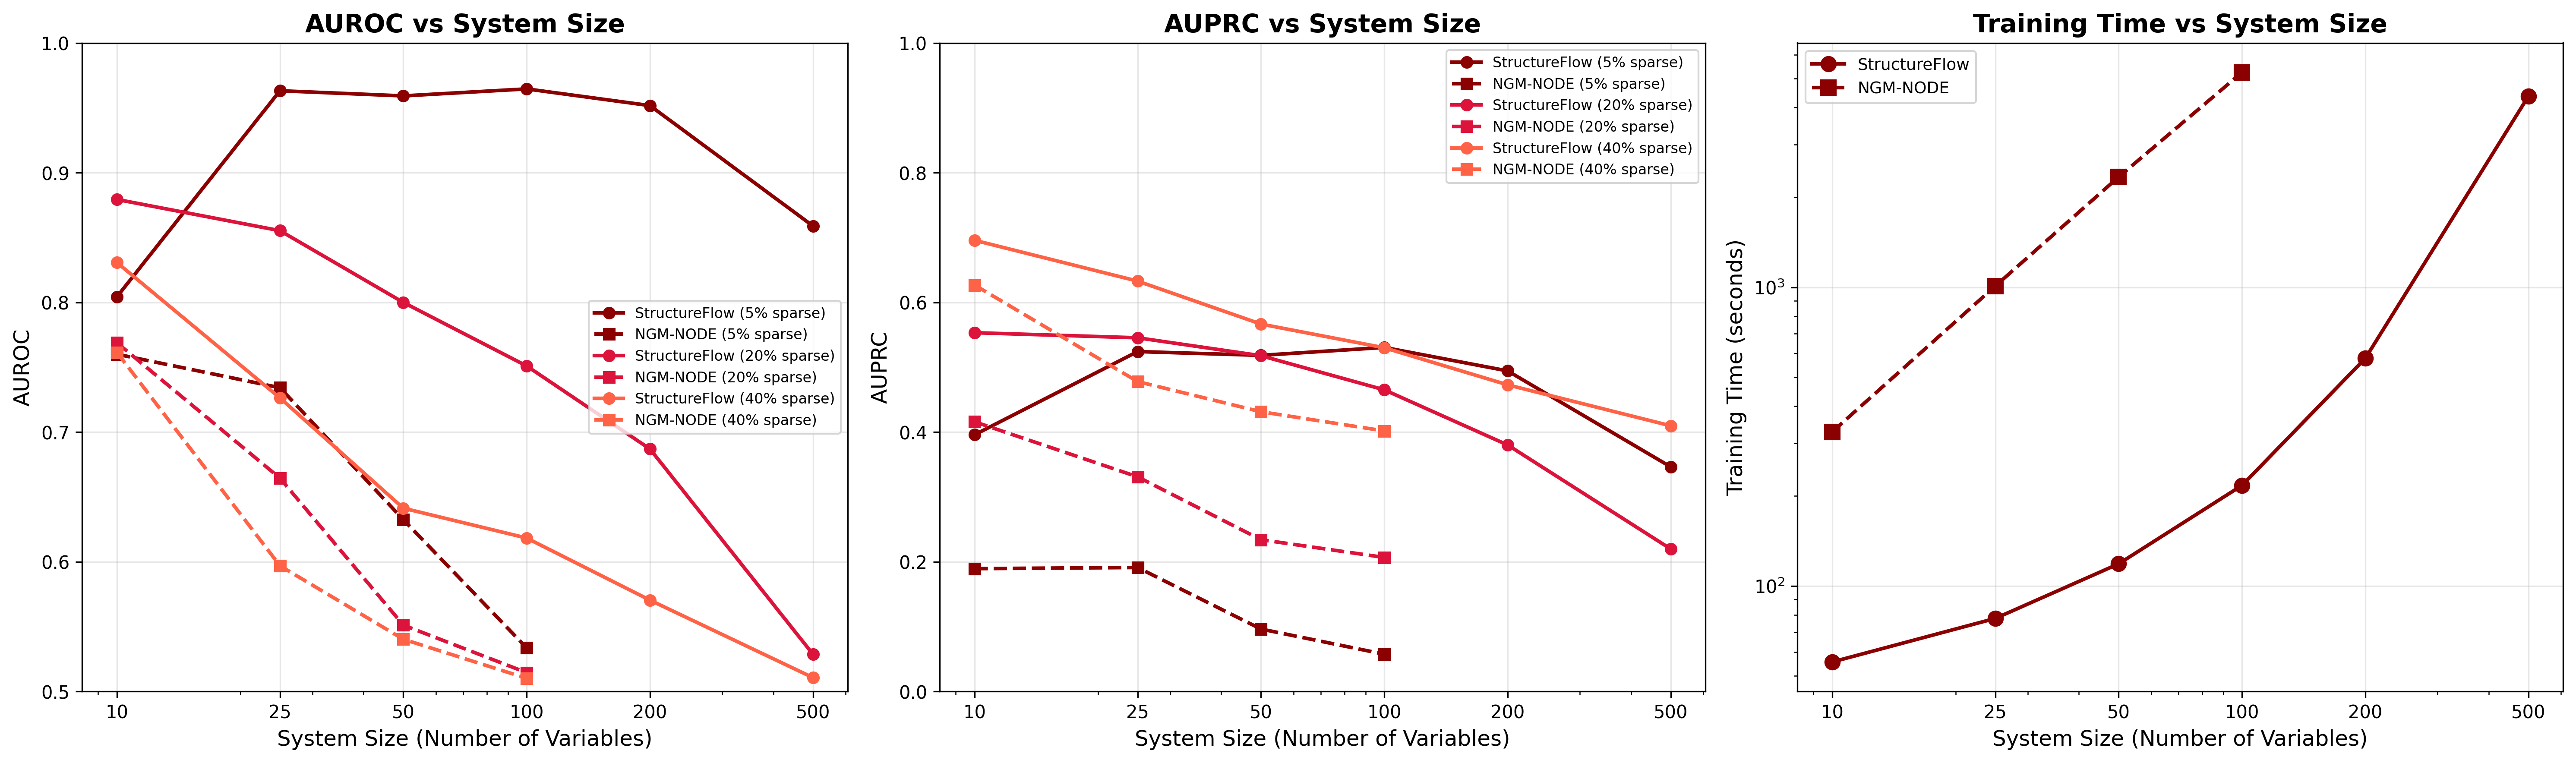 AUROC vs System Size
1.0
0.9
0.8
0.7
0.6
0.5
AUROC
StructureFlow (5% sparse)
NGM-NODE (5% sparse)
StructureFlow (20% sparse)
NGM-NODE (20% sparse)
StructureFlow (40% sparse)
NGM-NODE (40% sparse)
10 25 50 100 200 500
System Size (Number of Variables)
AUPRC vs System Size
1.0
0.8
0.6
0.4
0.2
0.0
AUPRC
StructureFlow (5% sparse)
NGM-NODE (5% sparse)
StructureFlow (20% sparse)
NGM-NODE (20% sparse)
StructureFlow (40% sparse)
NGM-NODE (40% sparse)
10 25 50 100 200 500
System Size (Number of Variables)
Training Time vs System Size
StructureFlow
NGM-NODE
10³
10²
Training Time (seconds)
10 25 50 100 200 500
System Size (Number of Variables)